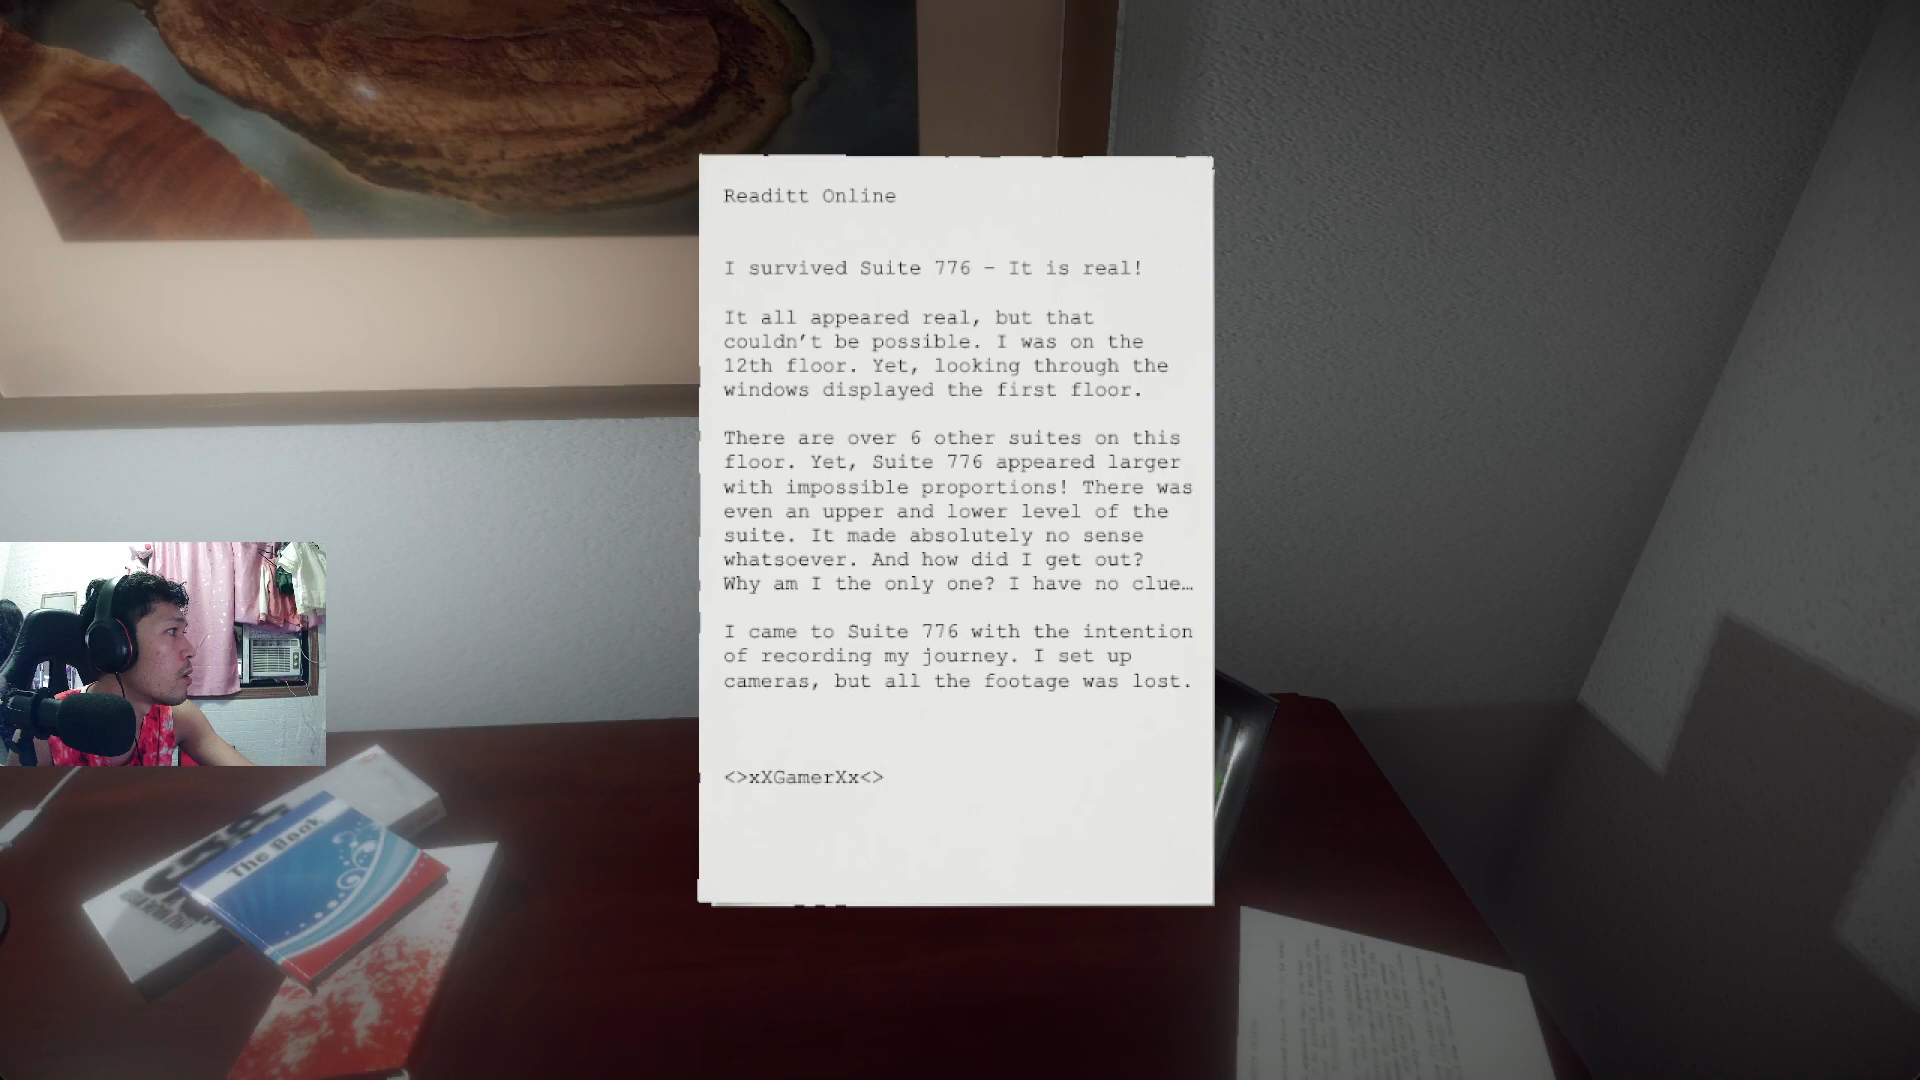 Readitt Online
I survived Suite 776 – It is real!
It all appeared real, but that
couldn't be possible. I was on the
12th floor. Yet, looking through the
windows displayed the first floor.
There are over 6 other suites on this
floor. Yet, Suite 776 appeared larger
with impossible proportions! There was
even an upper and lower level of the
suite. It made absolutely no sense
whatsoever. And how did I get out?
Why am I the only one? I have no clue…
I came to Suite 776 with the intention
of recording my journey. I set up
cameras, but all the footage was lost.
<>xXGamerXx<>
The Book